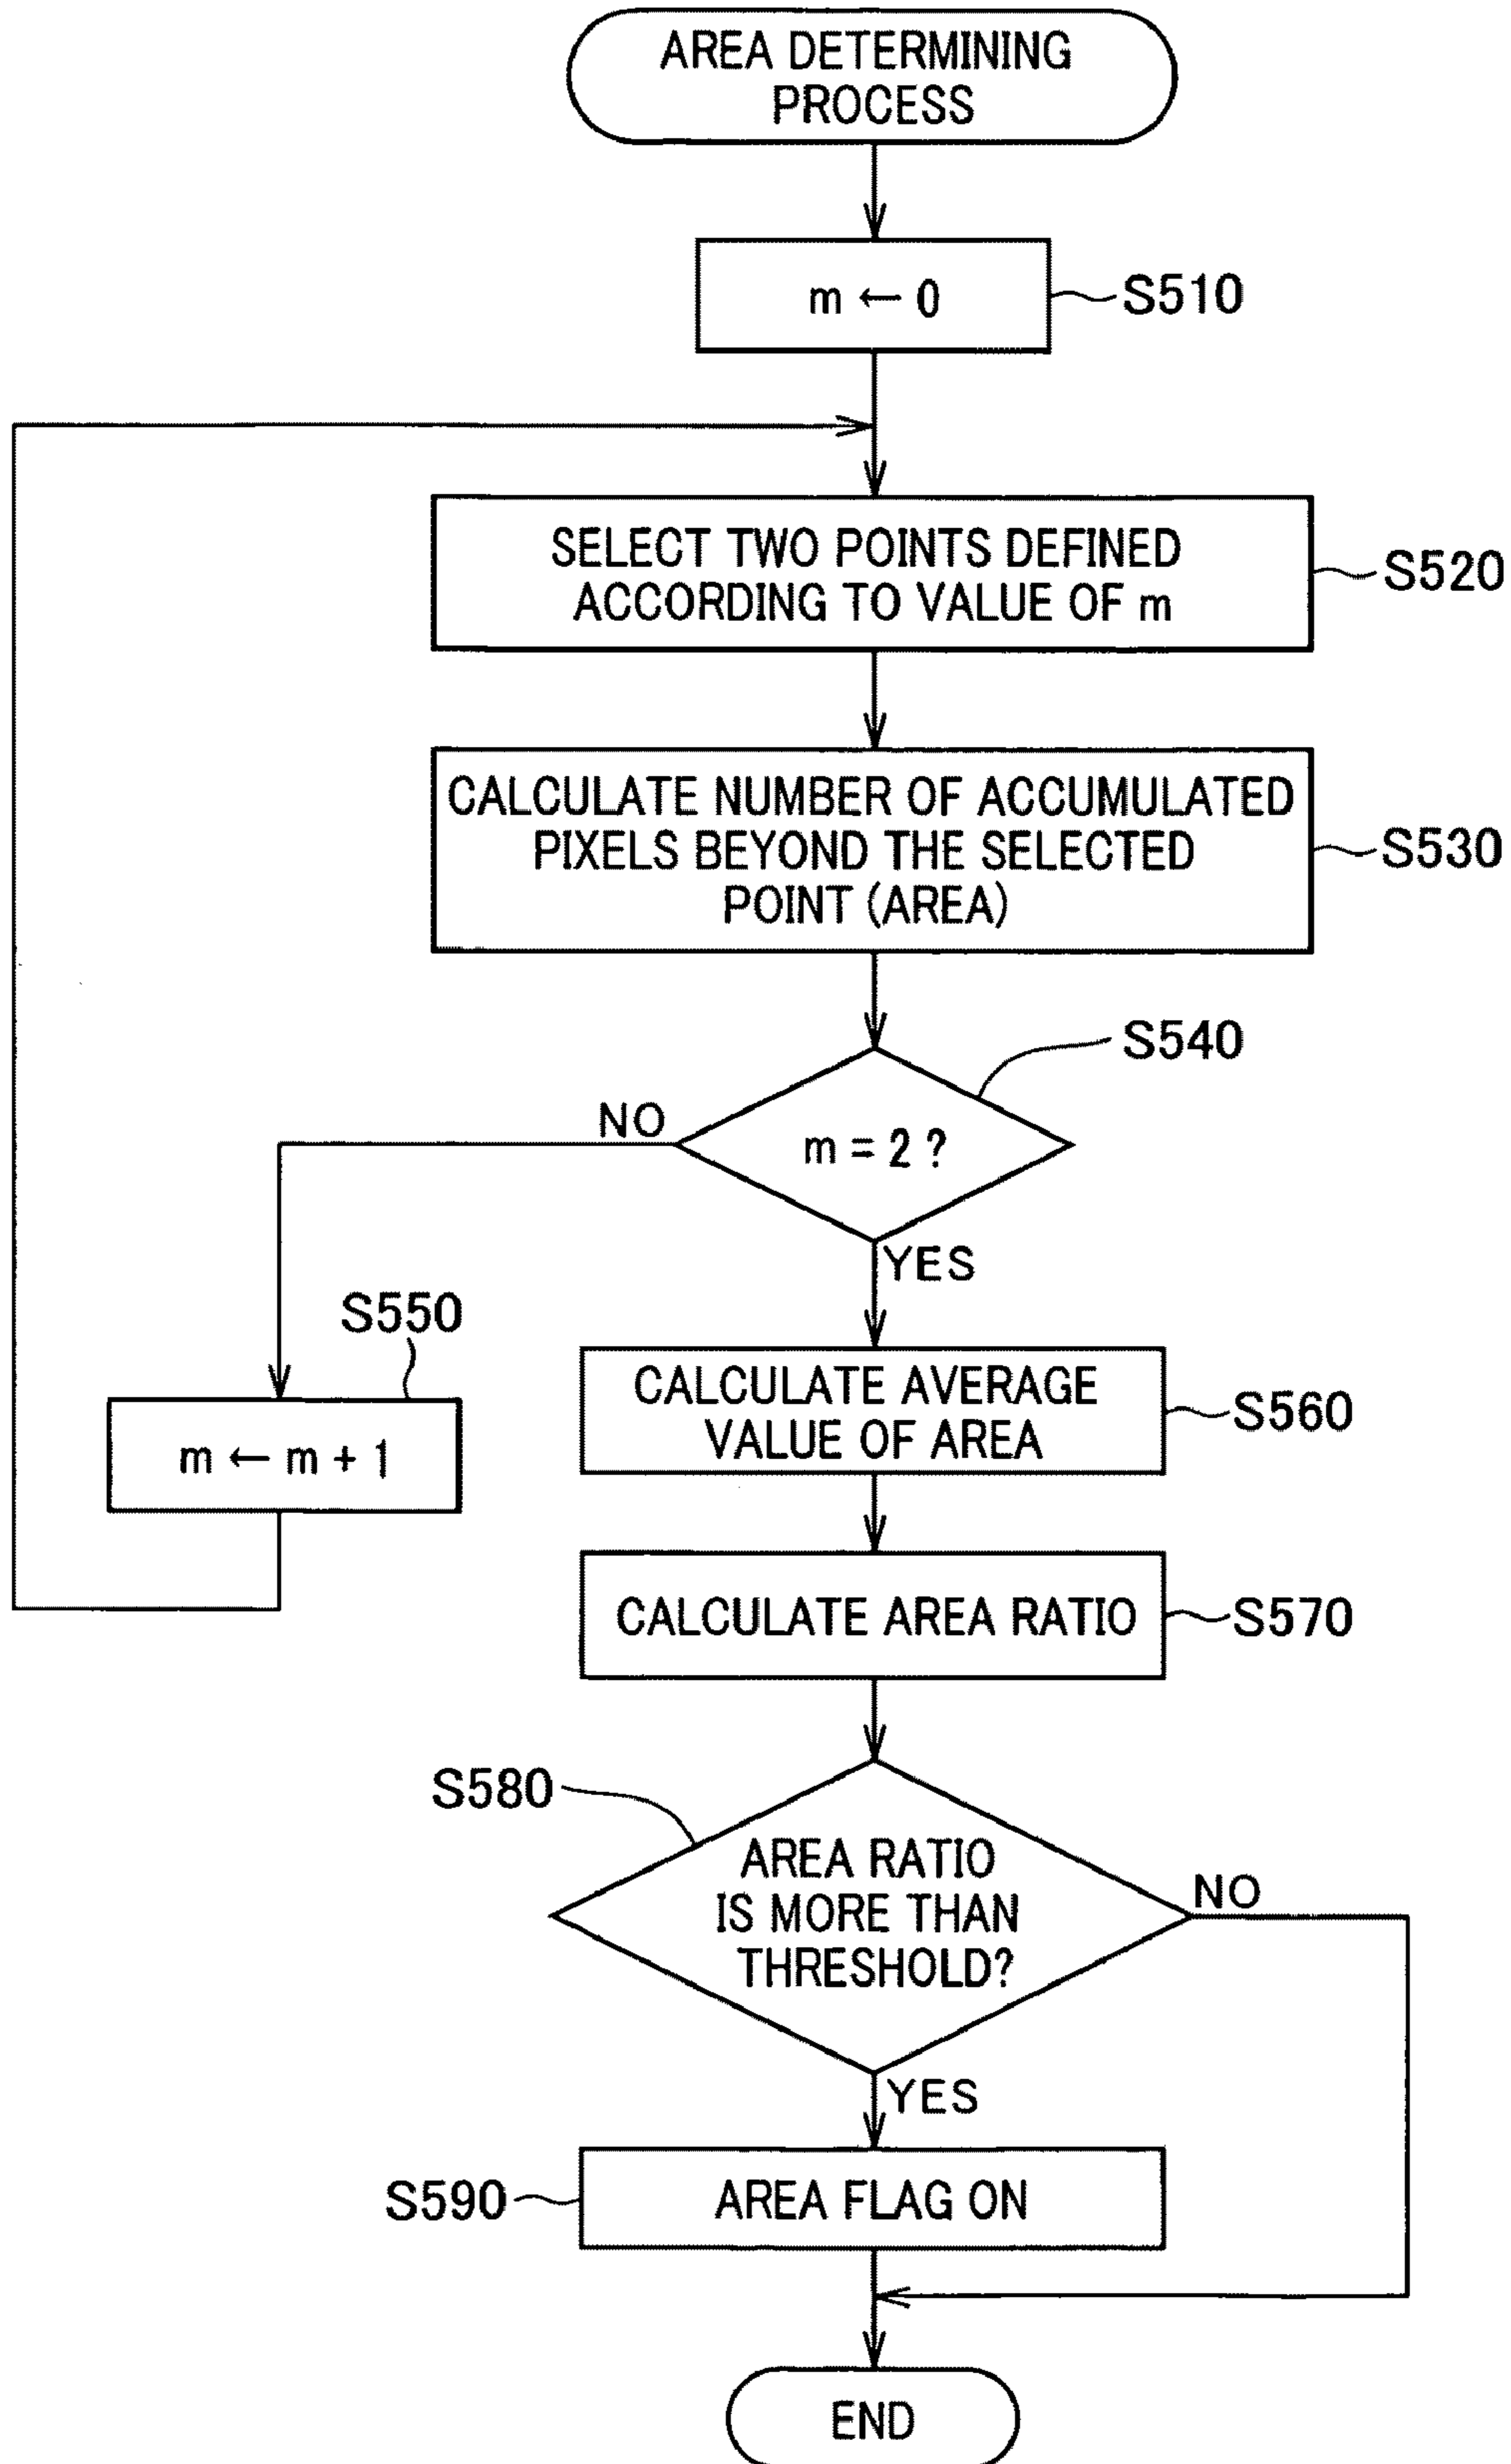 AREA DETERMINING
PROCESS
m ← 0
S510
SELECT TWO POINTS DEFINED
ACCORDING TO VALUE OF m
S520
CALCULATE NUMBER OF ACCUMULATED
PIXELS BEYOND THE SELECTED
POINT (AREA)
S530
S540
NO
m = 2 ?
YES
S550
m ← m + 1
CALCULATE AVERAGE
VALUE OF AREA
S560
CALCULATE AREA RATIO
S570
S580
AREA RATIO
IS MORE THAN
THRESHOLD?
NO
YES
S590
AREA FLAG ON
END